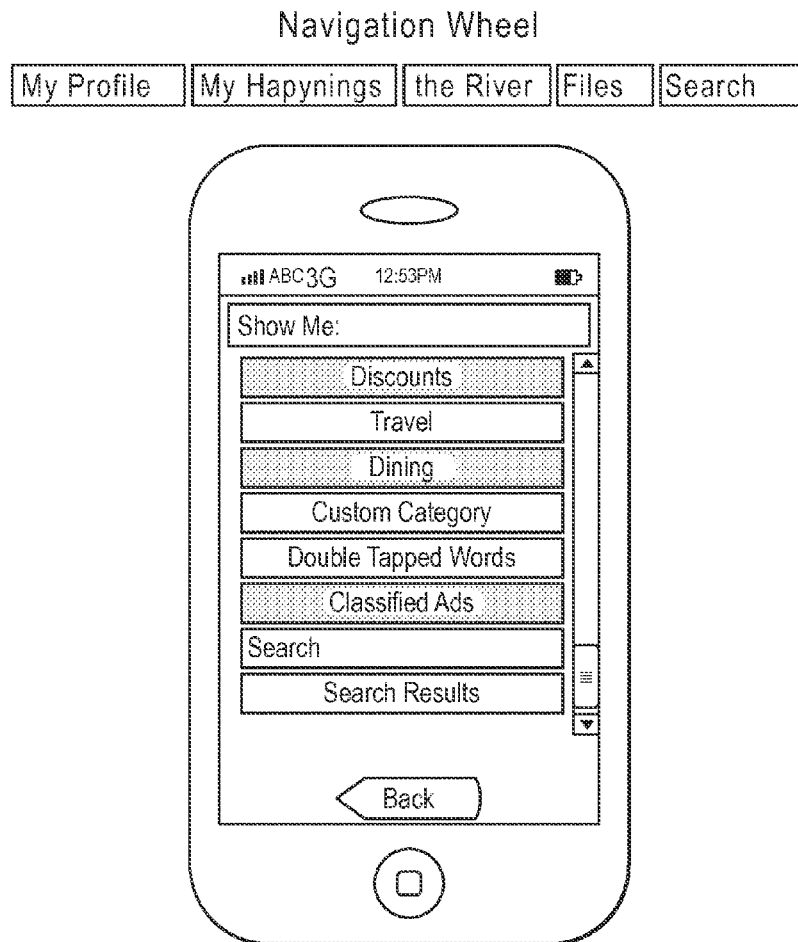 Navigation Wheel
My Profile My Hapynings the River Files Search
ABC 3G 12:53PM
Show Me:
Discounts
Travel
Dining
Custom Category
Double Tapped Words
Classified Ads
Search
Search Results
Back